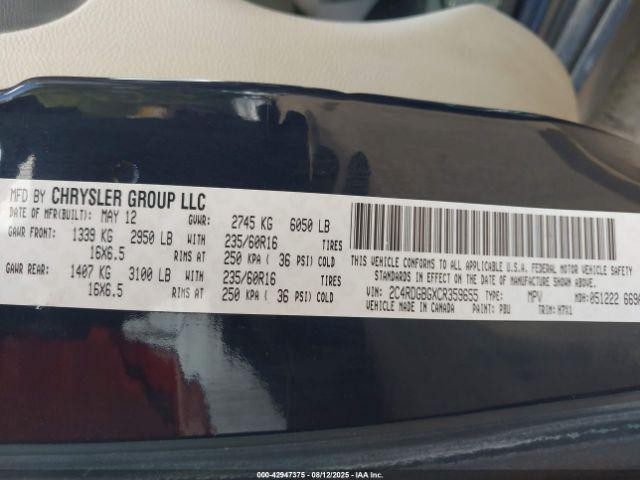 MFD BY CHRYSLER GROUP LLC
DATE OF MFR(BUILT): MAY 12 GVWR: 2745 KG 6050 LB
GAWR FRONT: 1339 KG 2950 LB WITH 235/60R16 TIRES
16X6.5 RIMS AT 250 KPA ( 36 PSI) COLD
GAWR REAR: 1407 KG 3100 LB WITH 235/60R16 TIRES
16X6.5 RIMS AT 250 KPA ( 36 PSI) COLD
THIS VEHICLE CONFORMS TO ALL APPLICABLE U.S.A. FEDERAL MOTOR VEHICLE SAFETY
STANDARDS IN EFFECT ON THE DATE OF MANUFACTURE SHOWN ABOVE.
VIN: 2C4RDGBGXCR359655 TYPE: MPV MDH: 051222
VEHICLE MADE IN CANADA PAINT: PBU TRIM: H7X1
000-42947375 - 08/12/2025 - IAA Inc.